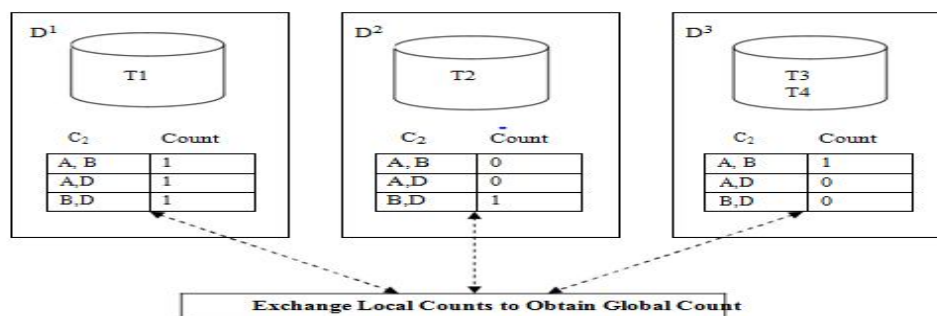 D¹ D² D³
T1 T2 T3
T4
C₂ Count C₂ Count C₂ Count
A, B 1 A, B 0 A, B 1
A,D 1 A,D 0 A,D 0
B,D 1 B,D 1 B,D 0
Exchange Local Counts to Obtain Global Count